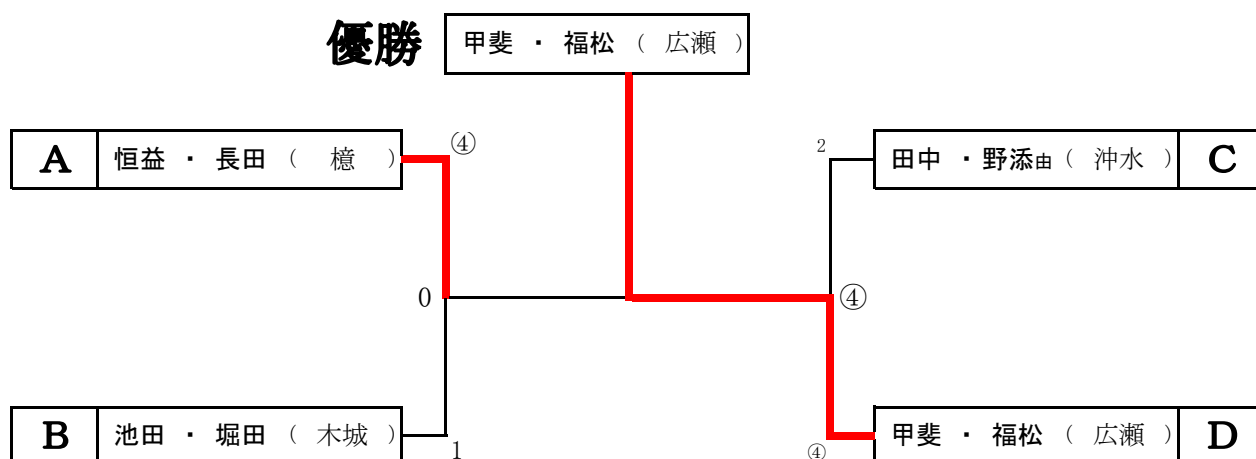 優勝 甲斐 ・ 福松 （ 広瀬 ）
A 恒益 ・ 長田 （ 檍 ） ④ 2 田中 ・ 野添由 （ 沖水 ） C
0 ④
B 池田 ・ 堀田 （ 木城 ） 1 ④ 甲斐 ・ 福松 （ 広瀬 ） D